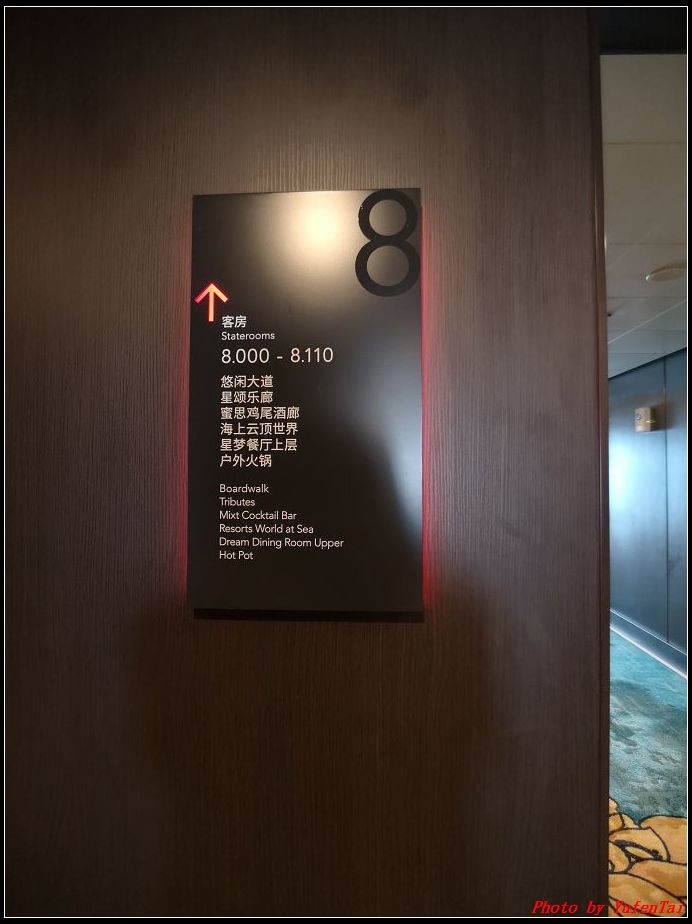 8
客房
Staterooms
8.000 - 8.110
悠闲大道
星颂乐廊
蜜思鸡尾酒廊
海上云顶世界
星梦餐厅上层
户外火锅
Boardwalk
Tributes
Mixt Cocktail Bar
Resorts World at Sea
Dream Dining Room Upper
Hot Pot
Photo by YufenTai